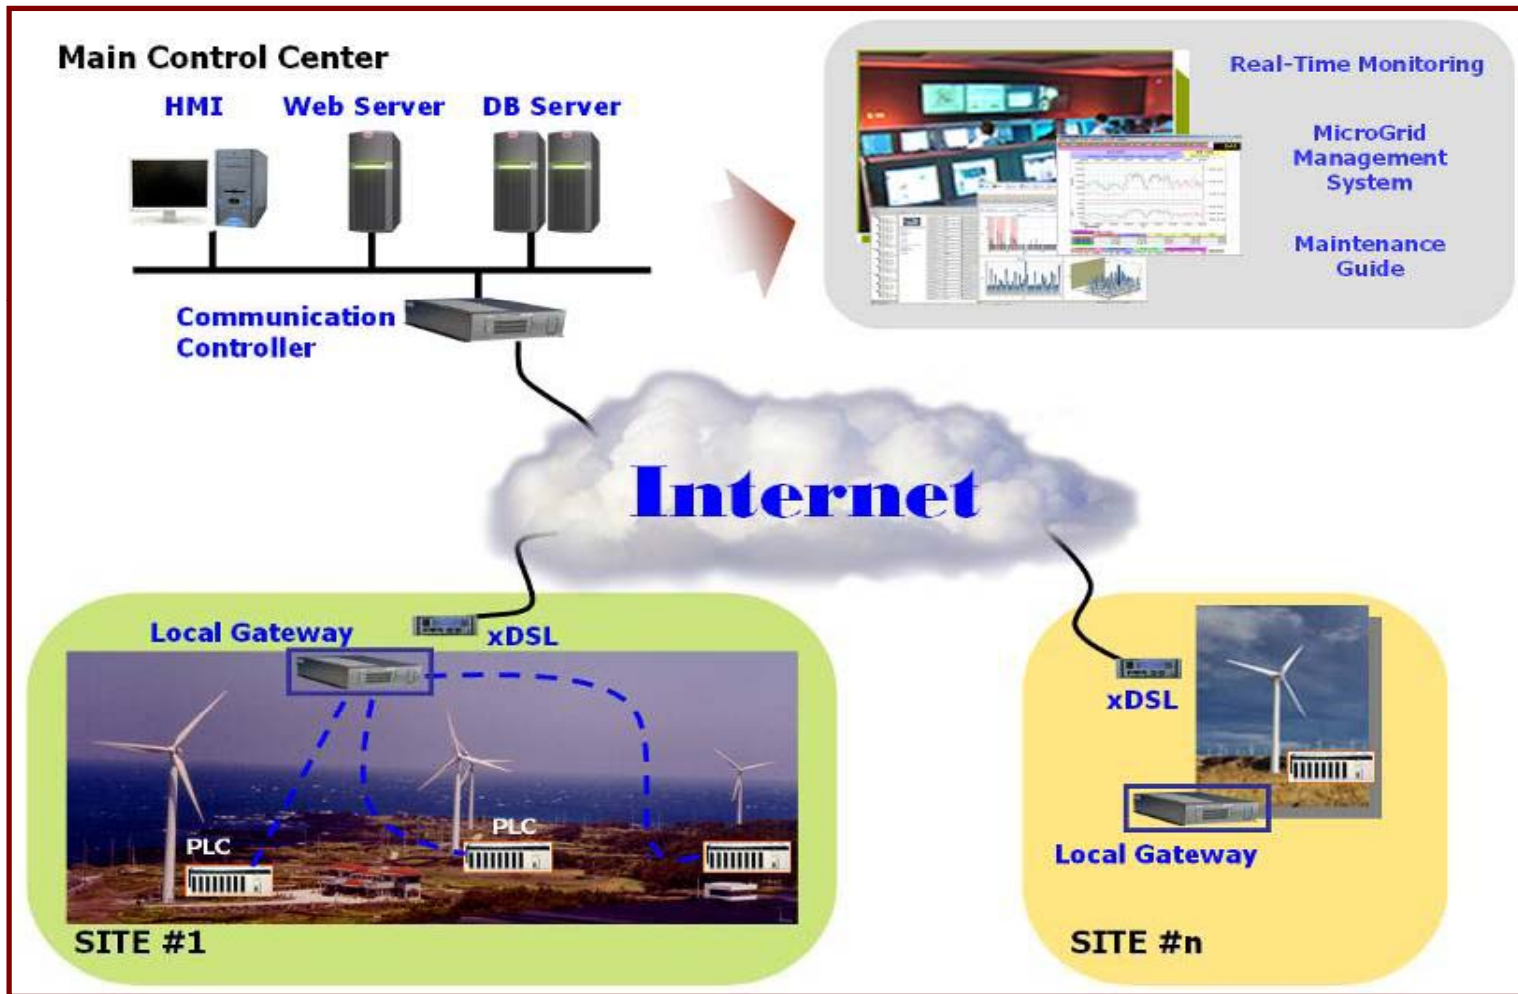 Main Control Center
HMI
Web Server
DB Server
Communication
Controller
Real-Time Monitoring
MicroGrid
Management
System
Maintenance
Guide
Internet
Local Gateway
xDSL
PLC
PLC
SITE #1
xDSL
Local Gateway
SITE #n